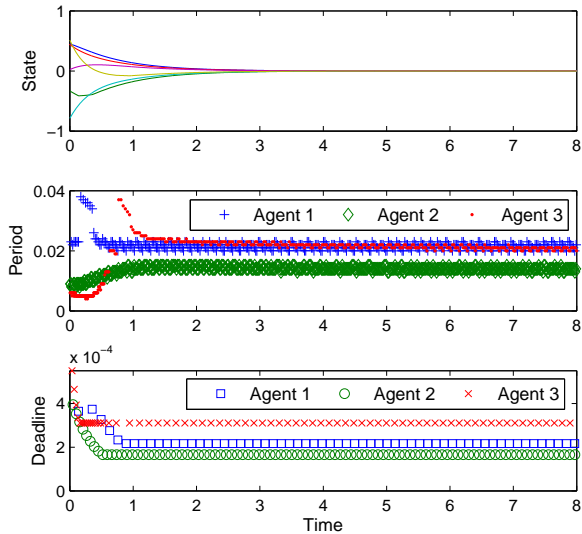 1
0
−1
State
0 1 2 3 4 5 6 7 8
0.04
0.02
0
Period
Agent 1 Agent 2 Agent 3
0 1 2 3 4 5 6 7 8
x 10⁻⁴
4
2
0
Deadline
Agent 1 Agent 2 Agent 3
0 1 2 3 4 5 6 7 8
Time